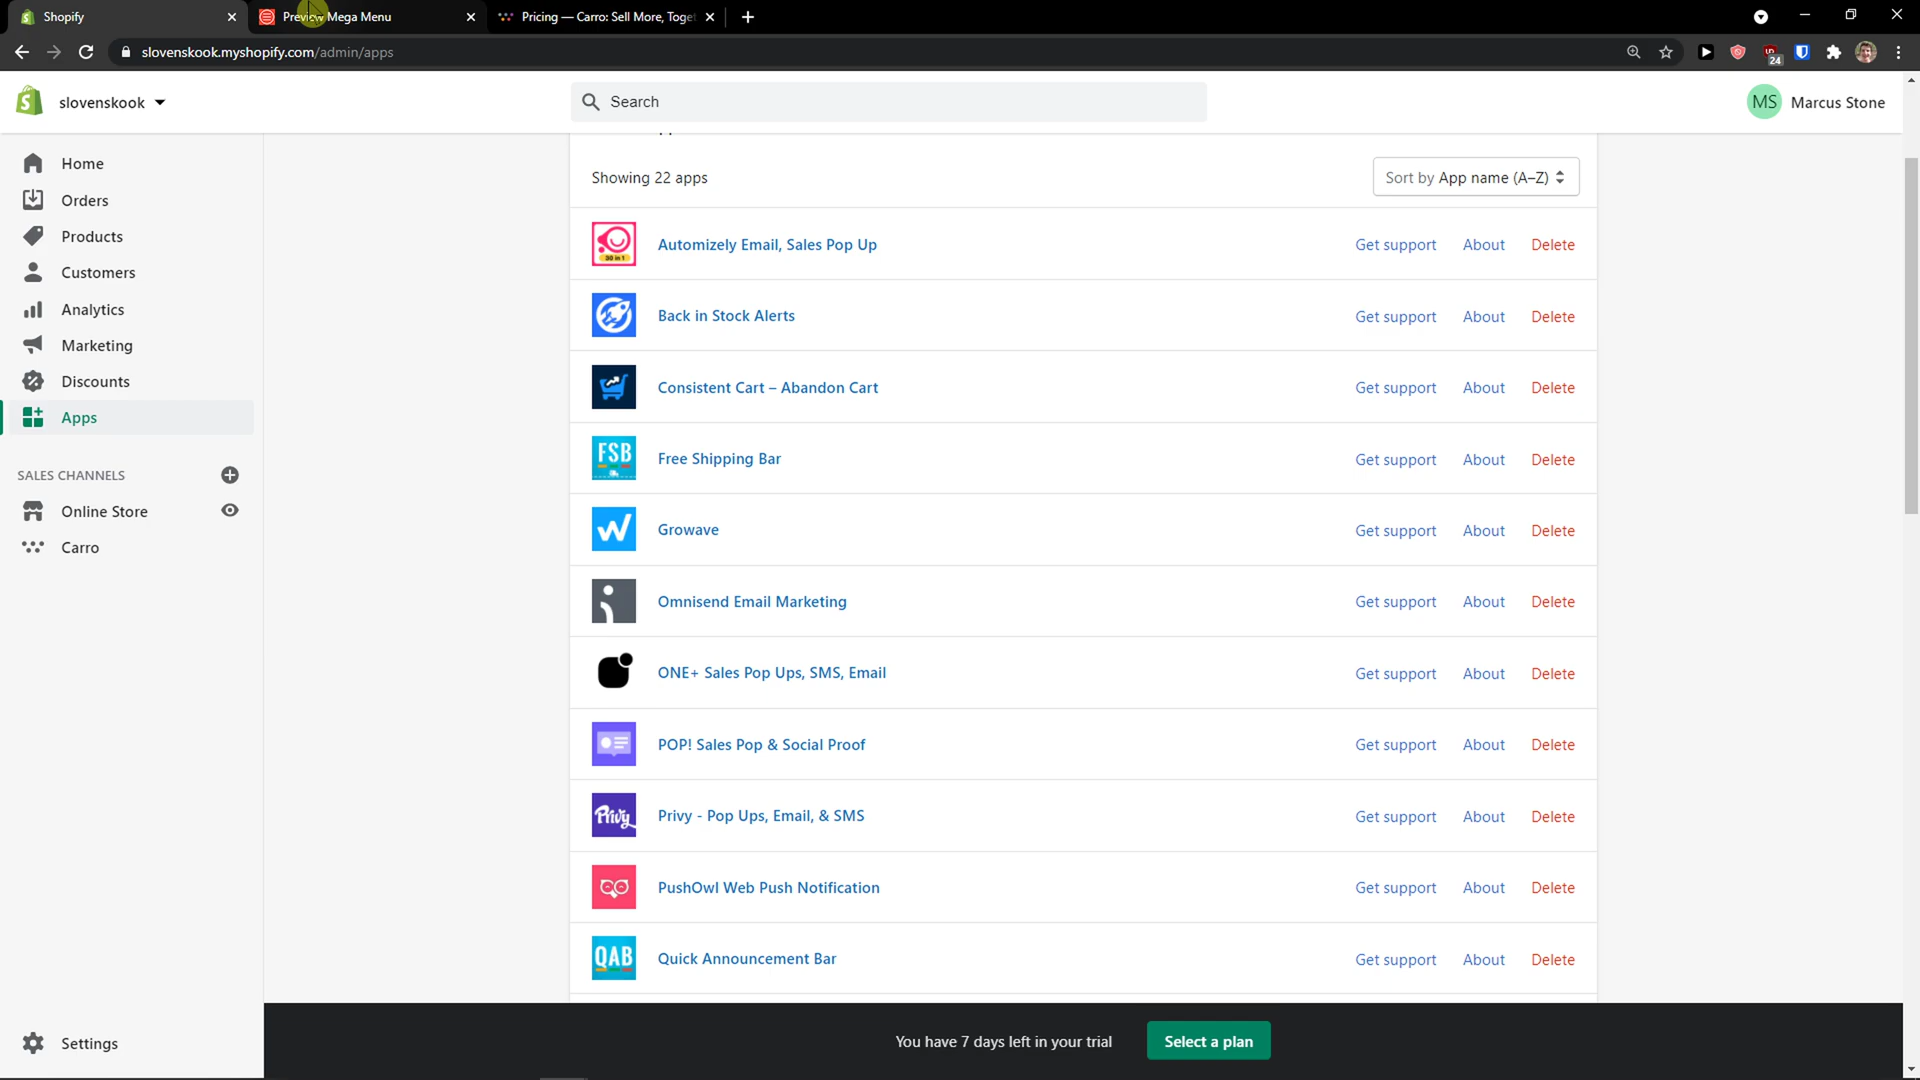 Shopify
Preview Mega Menu
Pricing — Carro: Sell More, Toge
slovenskook.myshopify.com/admin/apps
24
slovenskook
Search
MS Marcus Stone
Home
Orders
Products
Customers
Analytics
Marketing
Discounts
Apps
SALES CHANNELS
Online Store
Carro
Settings
Showing 22 apps
Sort by App name (A–Z)
30 in 1
Automizely Email, Sales Pop Up Get support About Delete
Back in Stock Alerts Get support About Delete
Consistent Cart – Abandon Cart Get support About Delete
FSB
Free Shipping Bar Get support About Delete
Growave Get support About Delete
Omnisend Email Marketing Get support About Delete
ONE+ Sales Pop Ups, SMS, Email Get support About Delete
POP! Sales Pop & Social Proof Get support About Delete
Privy
Privy - Pop Ups, Email, & SMS Get support About Delete
PushOwl Web Push Notification Get support About Delete
QAB
Quick Announcement Bar Get support About Delete
You have 7 days left in your trial Select a plan